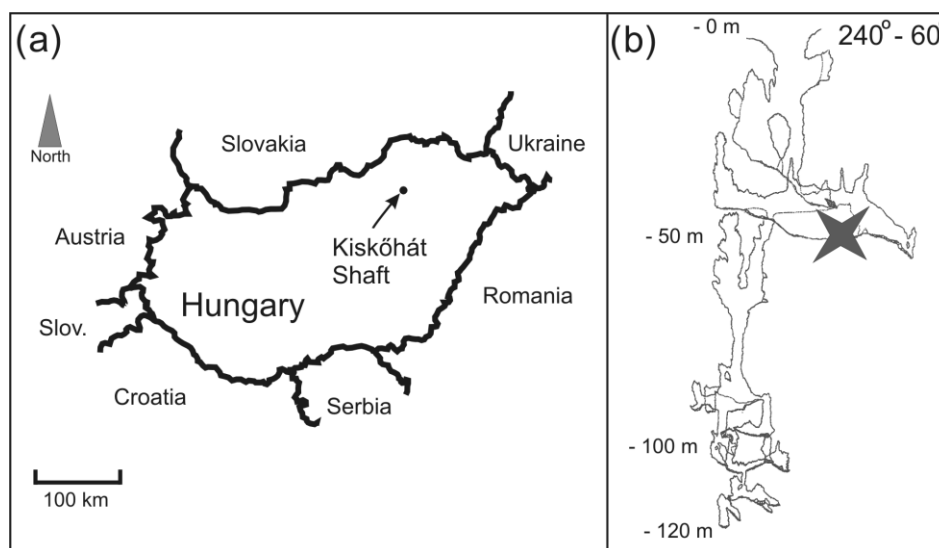 (a)
North
Slovakia
Ukraine
Austria
Kiskőhát
Shaft
Hungary
Romania
Slov.
Croatia
Serbia
100 km
(b)
- 0 m
240° - 60
- 50 m
- 100 m
- 120 m